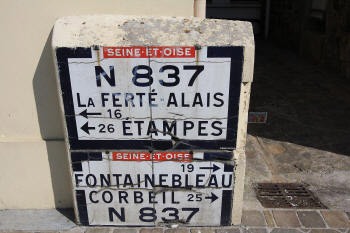 SEINE-ET-OISE
N 837
LA FERTÉ-ALAIS
← 16
← 26 ÉTAMPES
SEINE-ET-OISE
19 →
FONTAINEBLEAU
CORBEIL 25 →
N 837